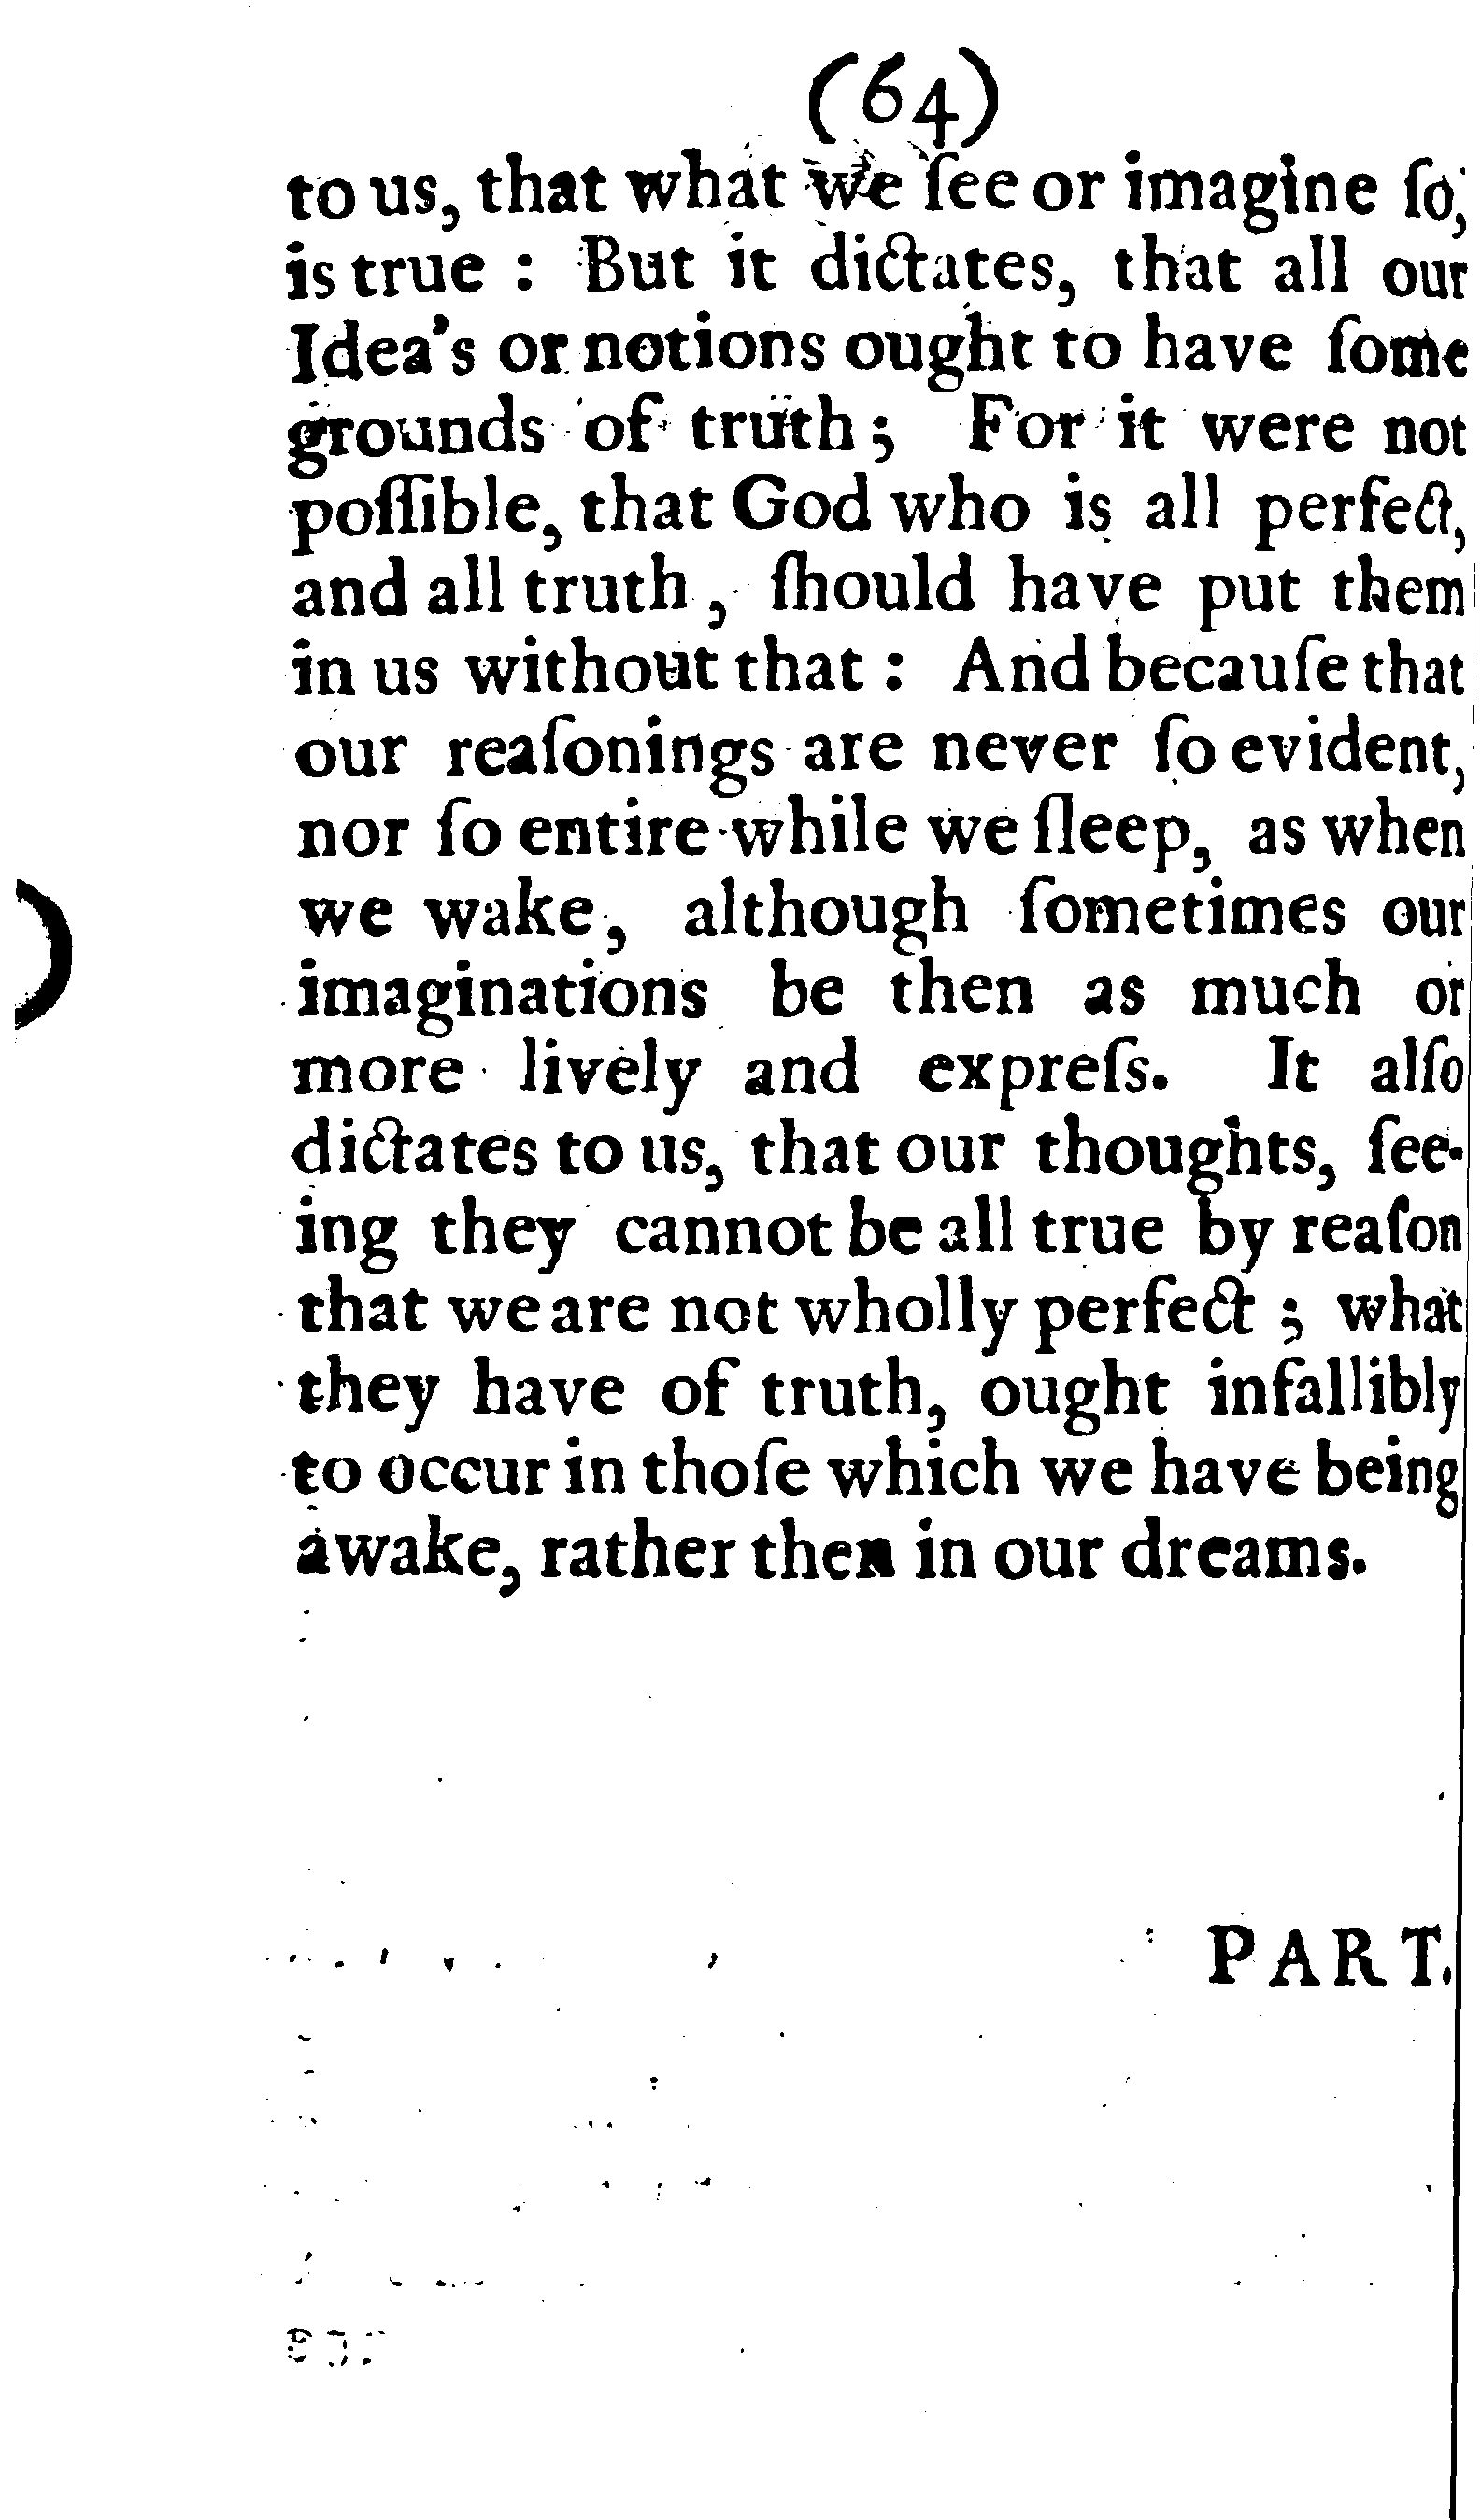 (64)
to us, that what we ſee or imagine ſo,
is true : But it dictates, that all our
Idea's or notions ought to have ſome
grounds of truth; For it were not
poſſible, that God who is all perfect,
and all truth, ſhould have put them
in us without that : And becauſe that
our reaſonings are never ſo evident,
nor ſo entire while we ſleep, as when
we wake, although ſometimes our
imaginations be then as much or
more lively and expreſs. It alſo
dictates to us, that our thoughts, ſee-
ing they cannot be all true by reaſon
that we are not wholly perfect ; what
they have of truth, ought infallibly
to occur in thoſe which we have being
awake, rather then in our dreams.
PART.